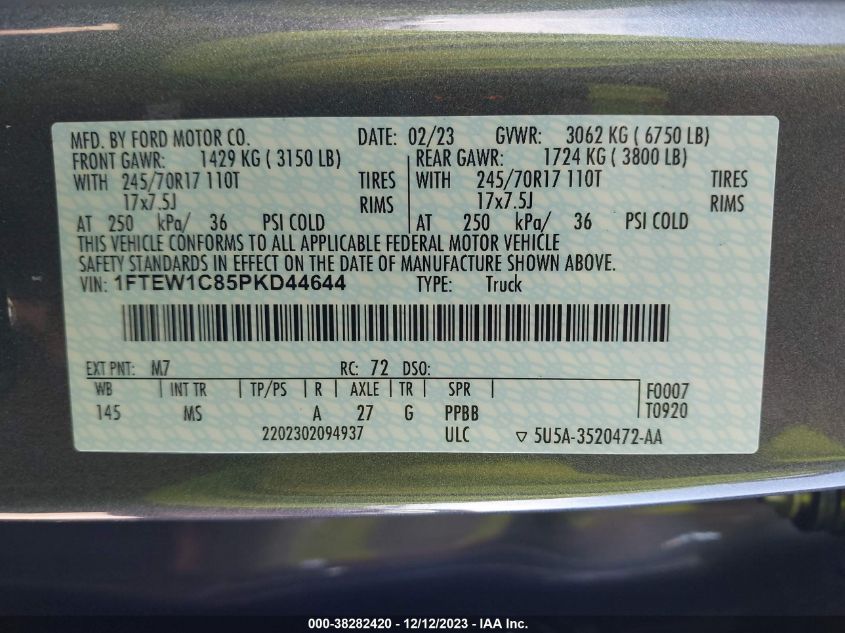 MFD. BY FORD MOTOR CO. DATE: 02/23 GVWR: 3062 KG ( 6750 LB)
FRONT GAWR: 1429 KG ( 3150 LB) REAR GAWR: 1724 KG ( 3800 LB)
WITH 245/70R17 110T TIRES WITH 245/70R17 110T TIRES
17x7.5J RIMS 17x7.5J RIMS
AT 250 kPa/ 36 PSI COLD AT 250 kPa/ 36 PSI COLD
THIS VEHICLE CONFORMS TO ALL APPLICABLE FEDERAL MOTOR VEHICLE
SAFETY STANDARDS IN EFFECT ON THE DATE OF MANUFACTURE SHOWN ABOVE.
VIN: 1FTEW1C85PKD44644 TYPE: Truck
EXT PNT: M7 RC: 72 DSO:
WB INT TR TP/PS R AXLE TR SPR F0007
145 MS A 27 G PPBB T0920
2202302094937 ULC ▽ 5U5A-3520472-AA
000-38282420 - 12/12/2023 - IAA Inc.